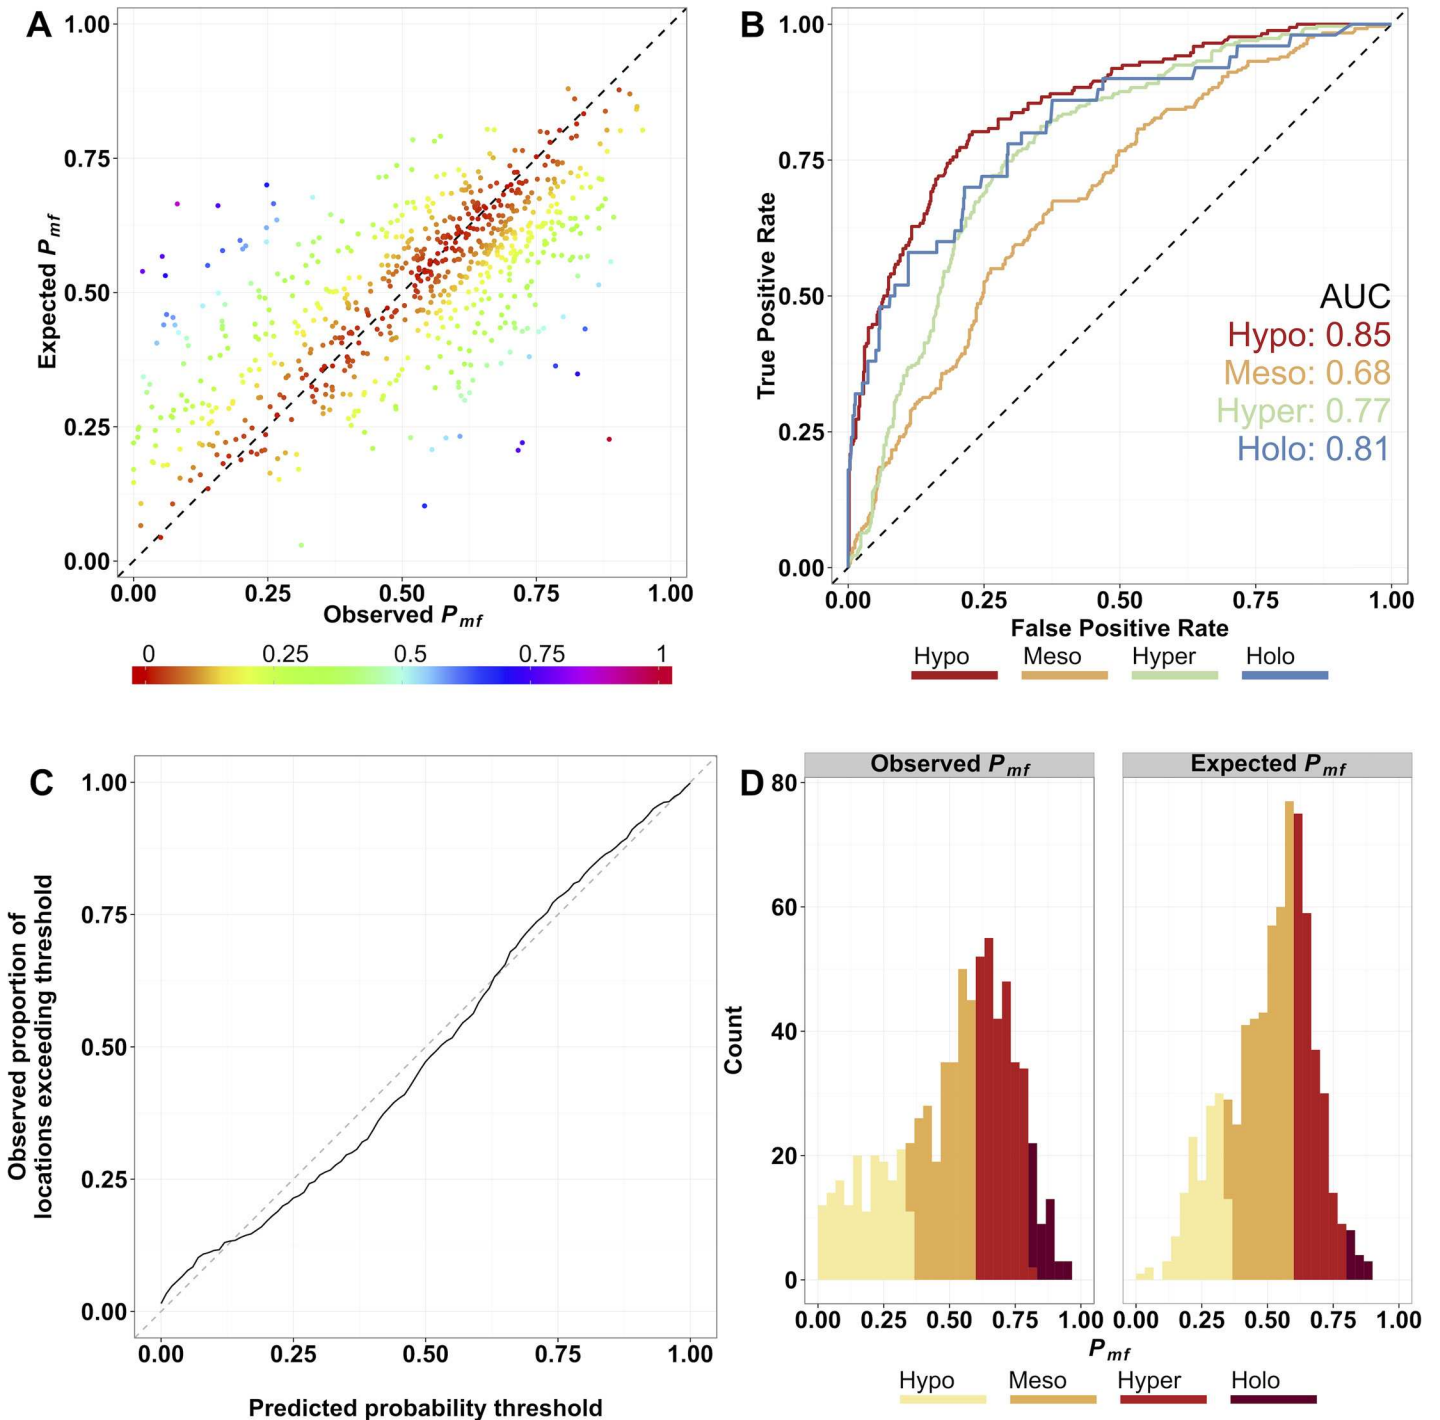 A
1.00
0.75
0.50
0.25
0.00
Expected Pmf
0.00 0.25 0.50 0.75 1.00
Observed Pmf
0 0.25 0.5 0.75 1
B
1.00
0.75
0.50
0.25
0.00
True Positive Rate
AUC
Hypo: 0.85
Meso: 0.68
Hyper: 0.77
Holo: 0.81
0.00 0.25 0.50 0.75 1.00
False Positive Rate
Hypo Meso Hyper Holo
C
1.00
0.75
0.50
0.25
0.00
Observed proportion of
locations exceeding threshold
0.00 0.25 0.50 0.75 1.00
Predicted probability threshold
D
Observed Pmf Expected Pmf
80
60
40
20
0
Count
0.00 0.25 0.50 0.75 1.00 0.00 0.25 0.50 0.75 1.00
Pmf
Hypo Meso Hyper Holo